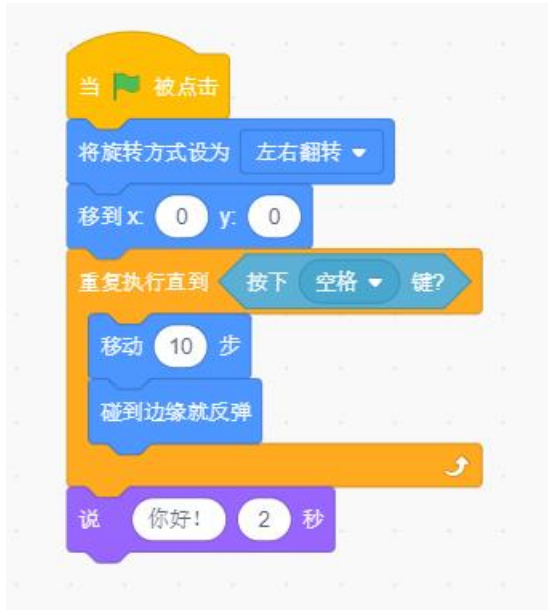 当 被点击
将旋转方式设为 左右翻转
移到 x: 0 y: 0
重复执行直到 按下 空格 键?
移动 10 步
碰到边缘就反弹
说 你好! 2 秒